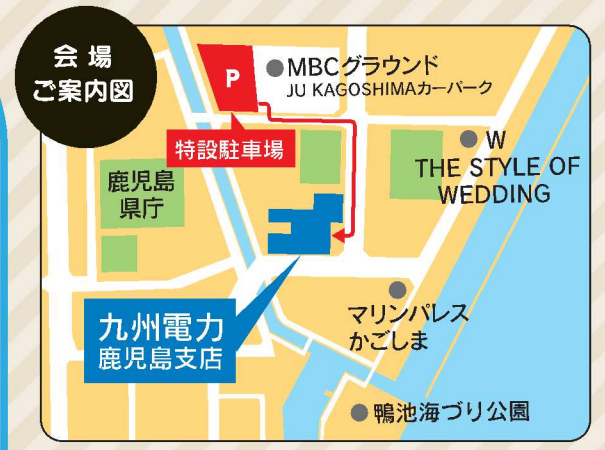 会場
ご案内図
P
MBCグラウンド
JU KAGOSHIMAカーパーク
特設駐車場
W
THE STYLE OF
WEDDING
鹿児島
県庁
九州電力
鹿児島支店
マリンパレス
かごしま
鴨池海づり公園